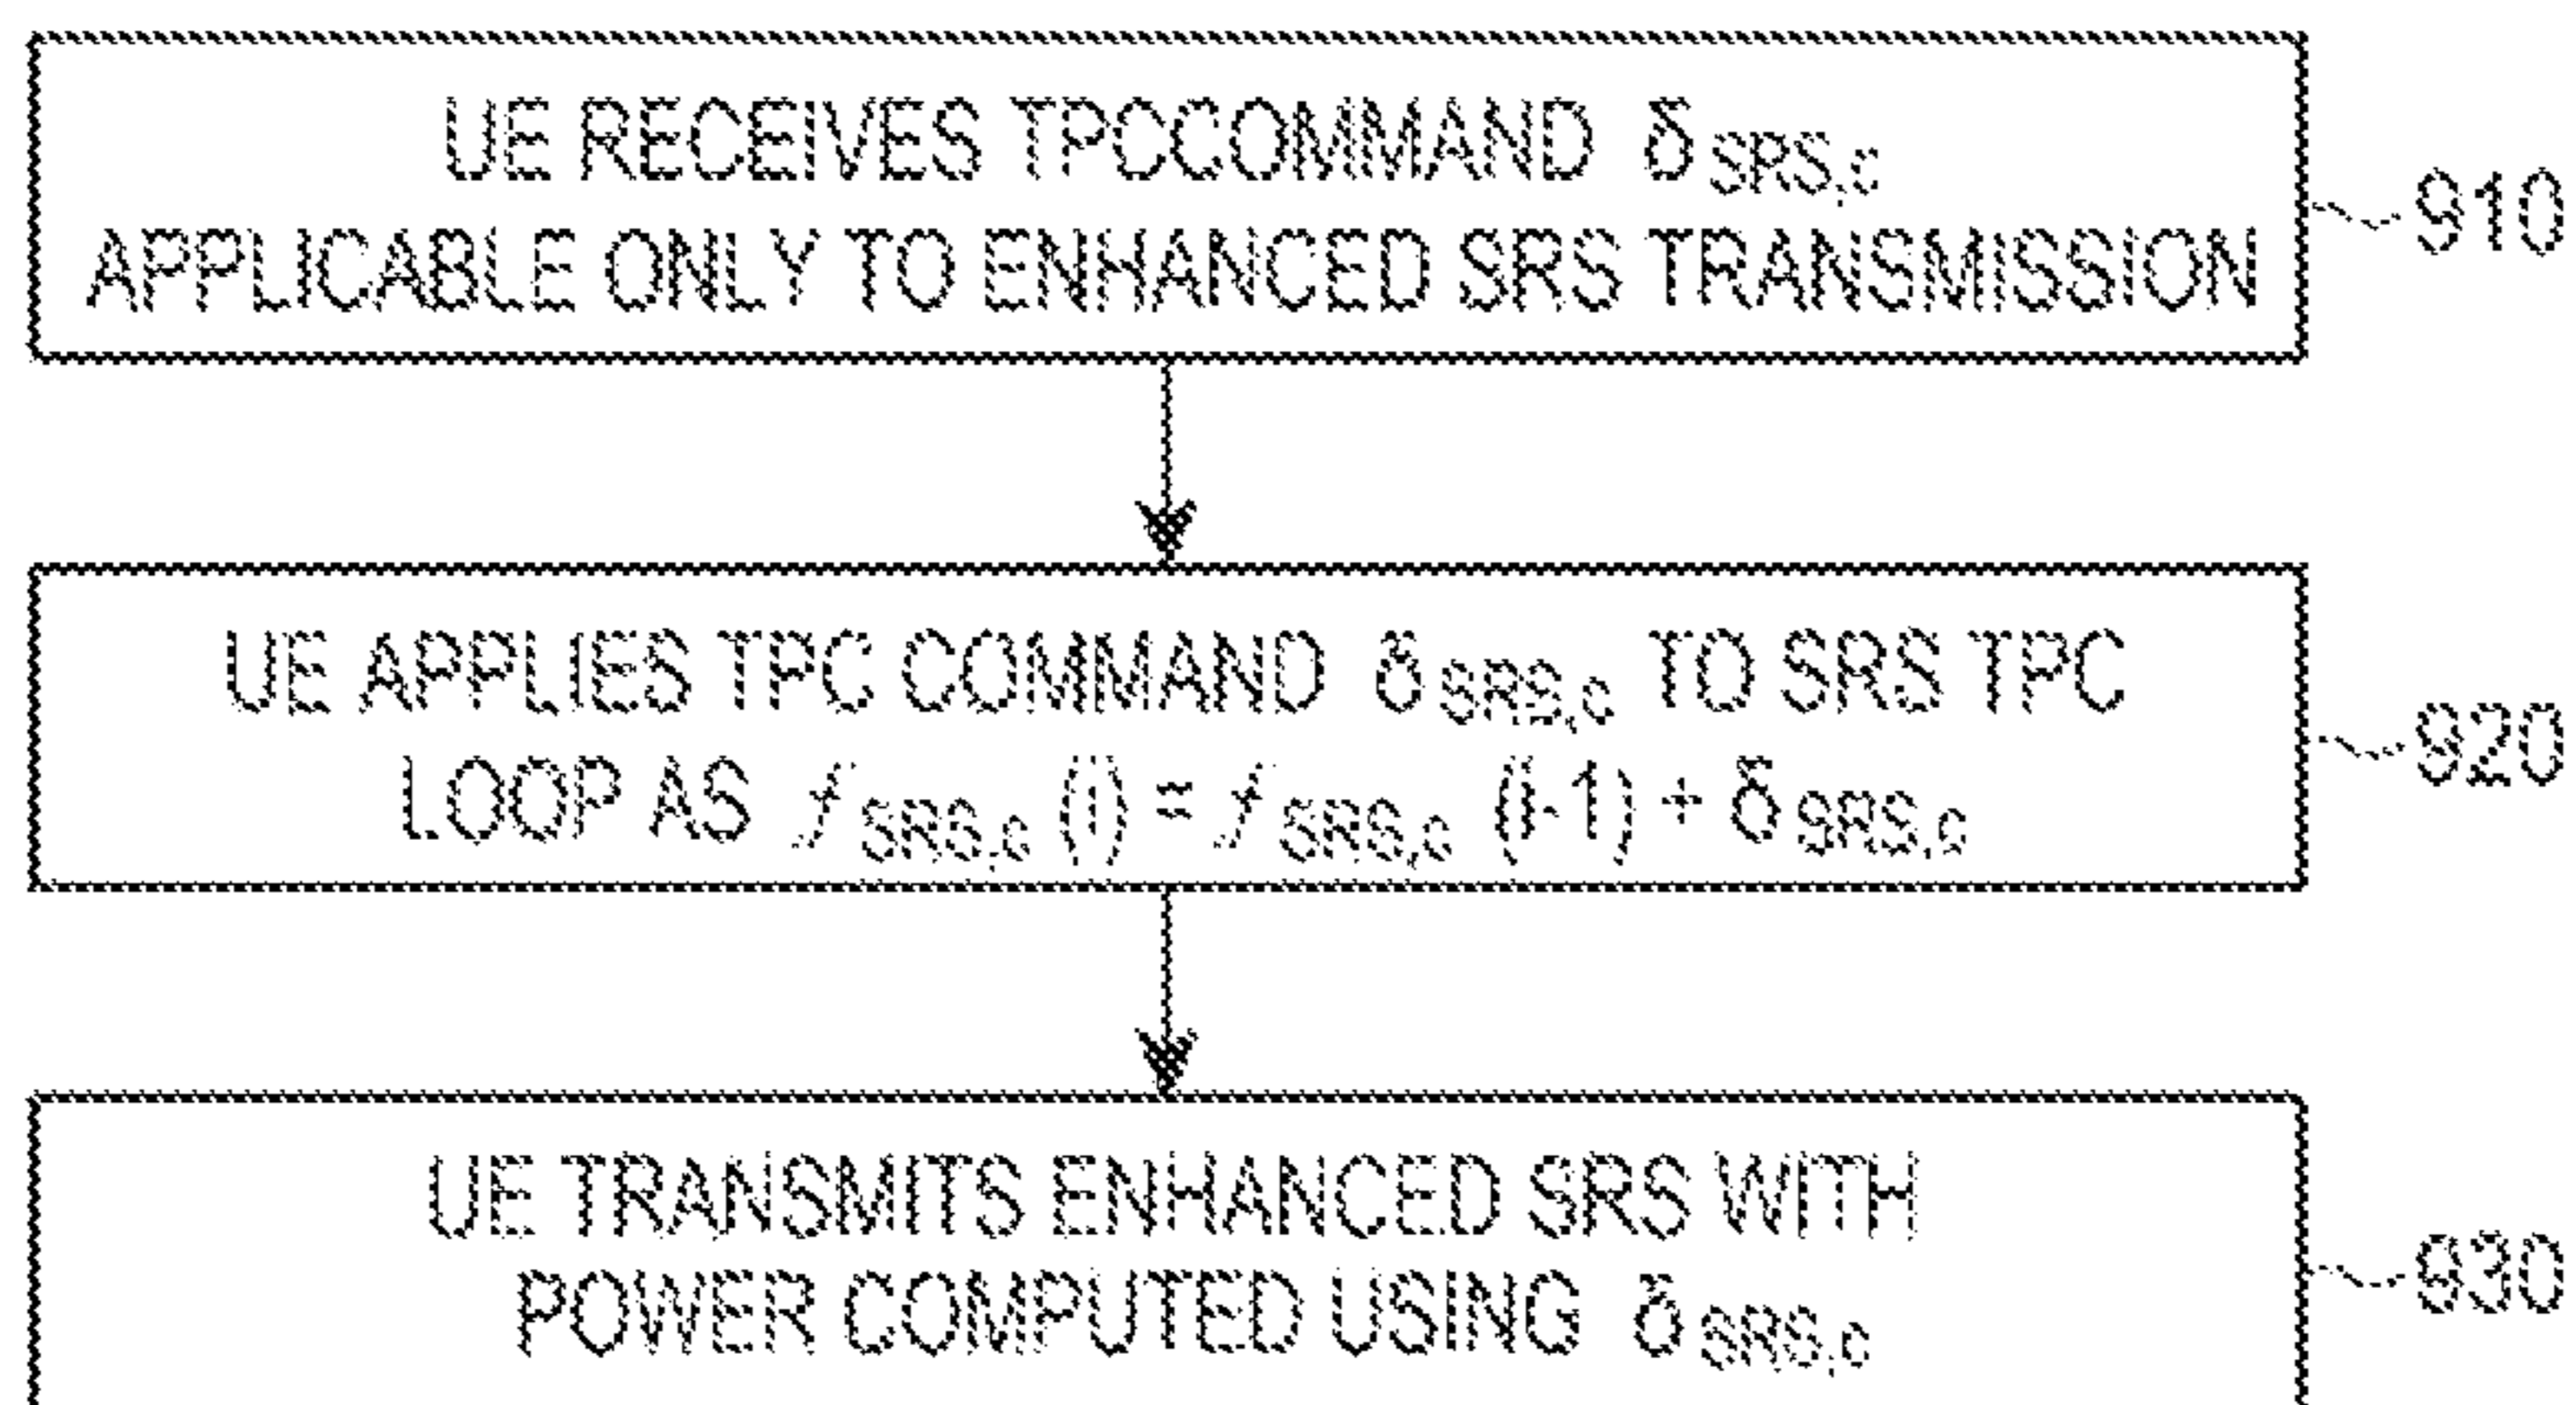 UE RECEIVES TPCCOMMAND δSRS,c
APPLICABLE ONLY TO ENHANCED SRS TRANSMISSION
910
UE APPLIES TPC COMMAND δSRS,c TO SRS TPC
LOOP AS fSRS,c (i) = fSRS,c (i-1) + δSRS,c
920
UE TRANSMITS ENHANCED SRS WITH
POWER COMPUTED USING δSRS,c
930